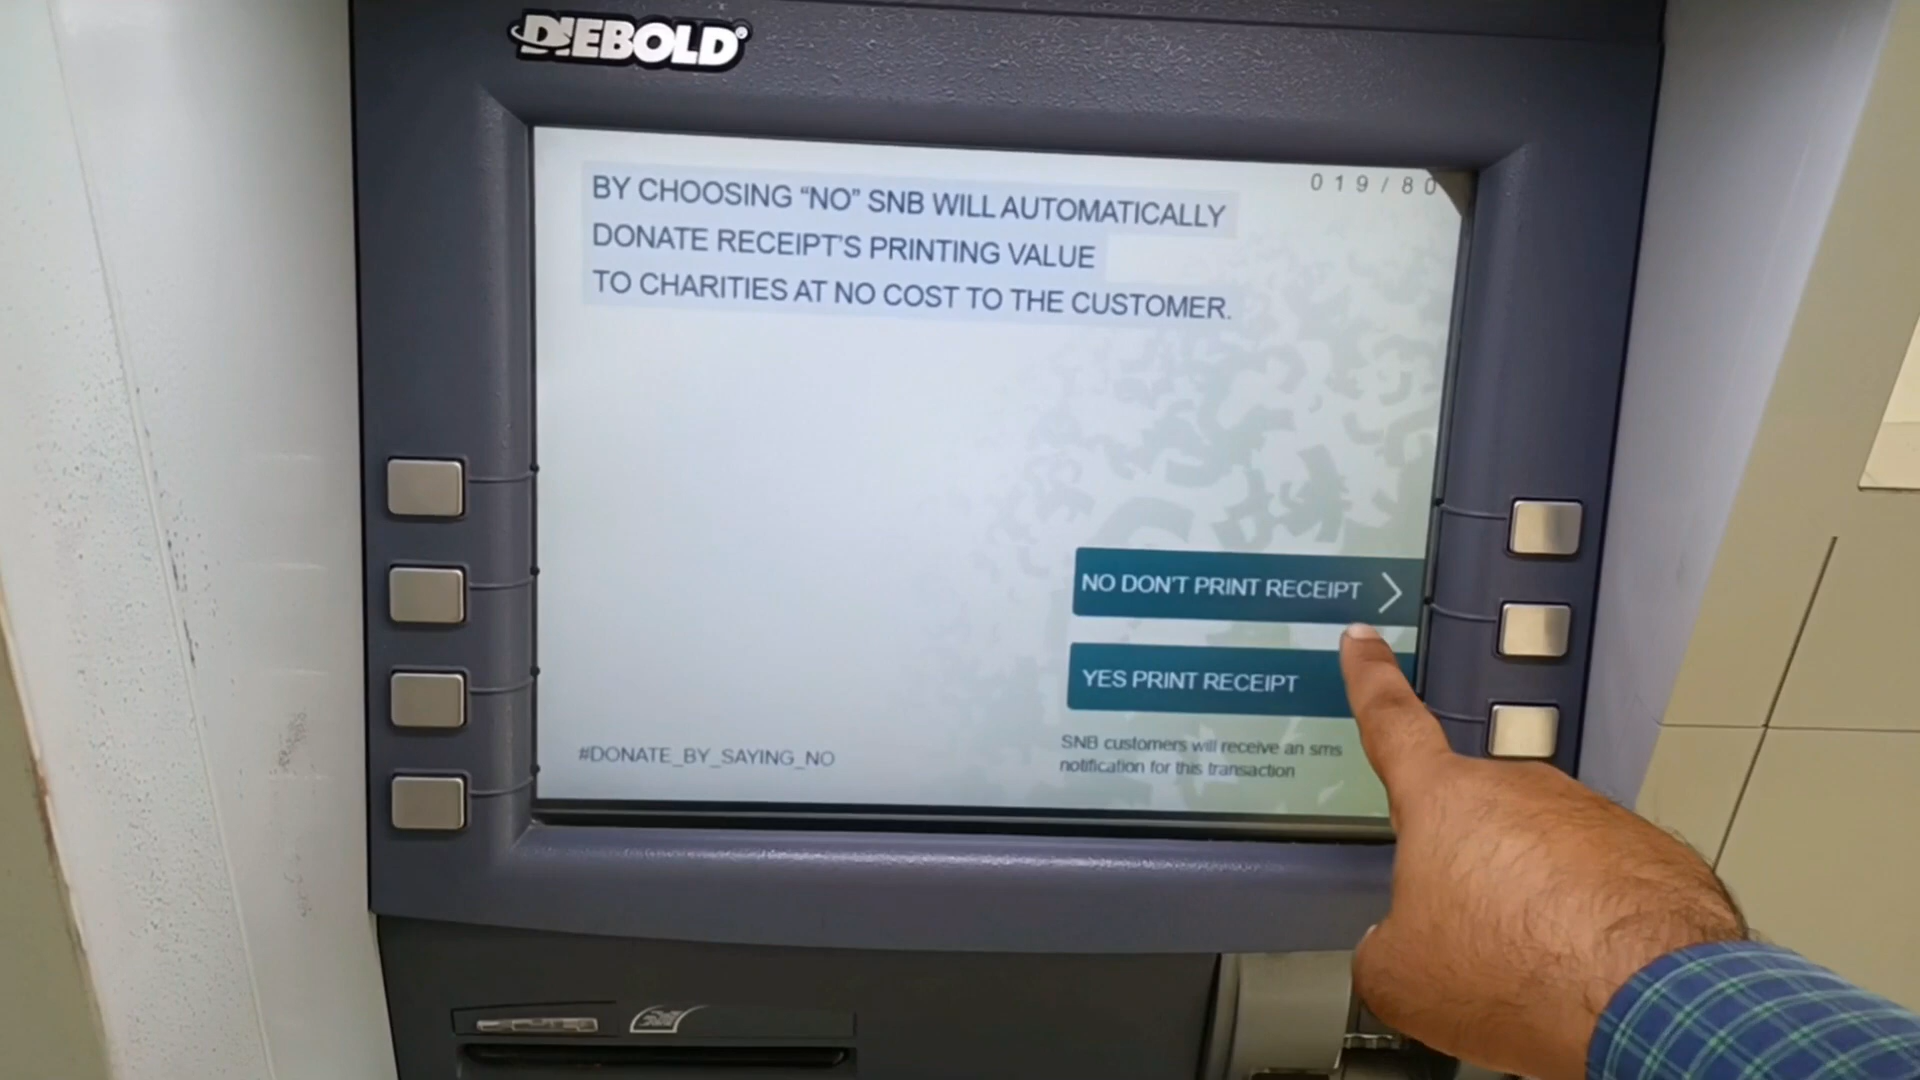 DIEBOLD®
019/80
BY CHOOSING “NO” SNB WILL AUTOMATICALLY
DONATE RECEIPT'S PRINTING VALUE
TO CHARITIES AT NO COST TO THE CUSTOMER.
NO DON'T PRINT RECEIPT
YES PRINT RECEIPT
SNB customers will receive an sms
notification for this transaction
#DONATE_BY_SAYING_NO